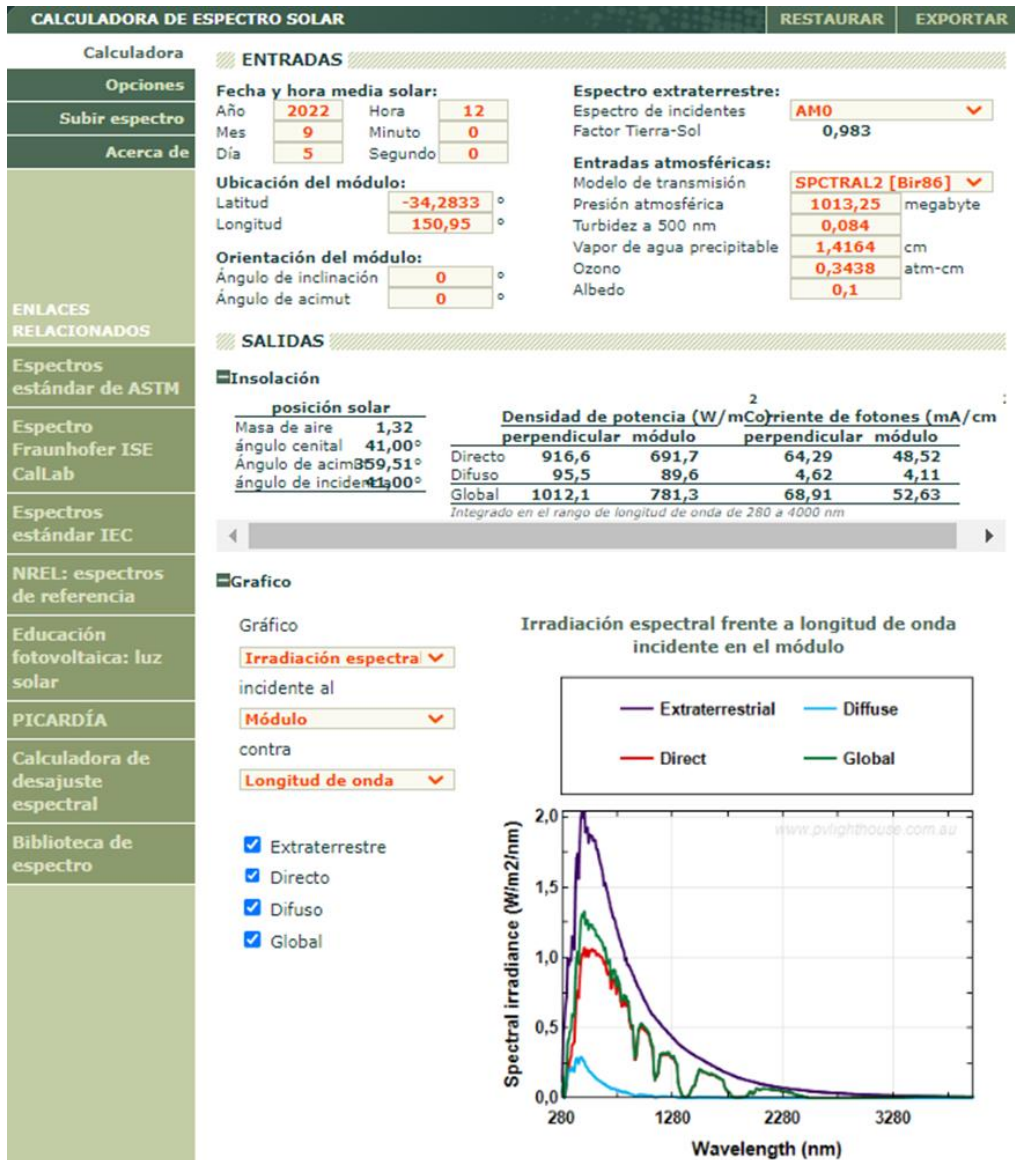 CALCULADORA DE ESPECTRO SOLAR
RESTAURAR
EXPORTAR
Calculadora
Opciones
Subir espectro
Acerca de
ENLACES
RELACIONADOS
Espectros
estándar de ASTM
Espectro
Fraunhofer ISE
CalLab
Espectros
estándar IEC
NREL: espectros
de referencia
Educación
fotovoltaica: luz
solar
PICARDÍA
Calculadora de
desajuste
espectral
Biblioteca de
espectro
ENTRADAS
Fecha y hora media solar:
Año 2022 Hora 12
Mes 9 Minuto 0
Día 5 Segundo 0
Ubicación del módulo:
Latitud -34,2833 º
Longitud 150,95 º
Orientación del módulo:
Ángulo de inclinación 0 º
Ángulo de acimut 0 º
Espectro extraterrestre:
Espectro de incidentes AM0
Factor Tierra-Sol 0,983
Entradas atmosféricas:
Modelo de transmisión SPCTRAL2 [Bir86]
Presión atmosférica 1013,25 megabyte
Turbidez a 500 nm 0,084
Vapor de agua precipitable 1,4164 cm
Ozono 0,3438 atm-cm
Albedo 0,1
SALIDAS
Insolación
posición solar
Masa de aire 1,32
ángulo cenital 41,00º
Ángulo de acimut 359,51º
ángulo de incidencia 41,00º
Densidad de potencia (W/m2) Corriente de fotones (mA/cm
perpendicular módulo perpendicular módulo
Directo 916,6 691,7 64,29 48,52
Difuso 95,5 89,6 4,62 4,11
Global 1012,1 781,3 68,91 52,63
Integrado en el rango de longitud de onda de 280 a 4000 nm
Grafico
Gráfico
Irradiación espectral
incidente al
Módulo
contra
Longitud de onda
Extraterrestre
Directo
Difuso
Global
Irradiación espectral frente a longitud de onda
incidente en el módulo
Extraterrestrial Diffuse
Direct Global
www.pvlighthouse.com.au
Spectral irradiance (W/m2/nm)
2,0
1,5
1,0
0,5
0,0
280 1280 2280 3280
Wavelength (nm)